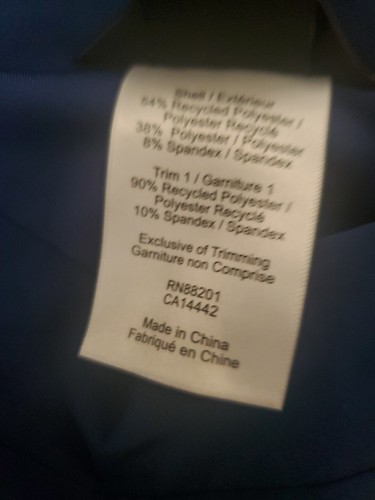 Shell / Extérieur
54% Recycled Polyester /
Polyester Recyclé
38% Polyester / Polyester
8% Spandex / Spandex
Trim 1 / Garniture 1
90% Recycled Polyester /
Polyester Recyclé
10% Spandex / Spandex
Exclusive of Trimming
Garniture non Comprise
RN88201
CA14442
Made in China
Fabriqué en Chine